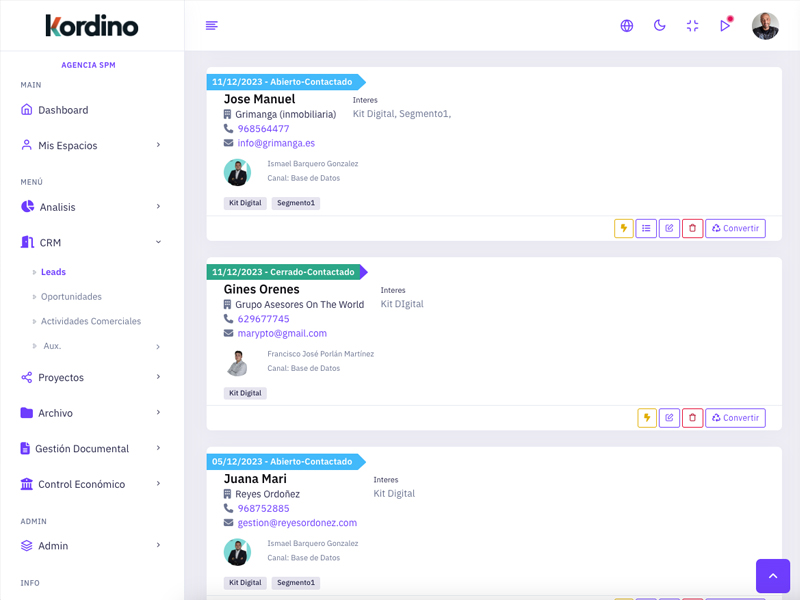 Kordino
AGENCIA SPM
MAIN
Dashboard
Mis Espacios
MENÚ
Analisis
CRM
» Leads
» Oportunidades
» Actividades Comerciales
» Aux.
Proyectos
Archivo
Gestión Documental
Control Económico
ADMIN
Admin
INFO
11/12/2023 - Abierto-Contactado
Jose Manuel
Grimanga (inmobiliaria)
968564477
info@grimanga.es
Interes
Kit Digital, Segmento1,
Ismael Barquero Gonzalez
Canal: Base de Datos
Kit Digital Segmento1
Convertir
11/12/2023 - Cerrado-Contactado
Gines Orenes
Grupo Asesores On The World
629677745
marypto@gmail.com
Interes
Kit DIgital
Francisco José Porlán Martínez
Canal: Base de Datos
Kit Digital
Convertir
05/12/2023 - Abierto-Contactado
Juana Mari
Reyes Ordoñez
968752885
gestion@reyesordonez.com
Interes
Kit Digital
Ismael Barquero Gonzalez
Canal: Base de Datos
Kit Digital Segmento1